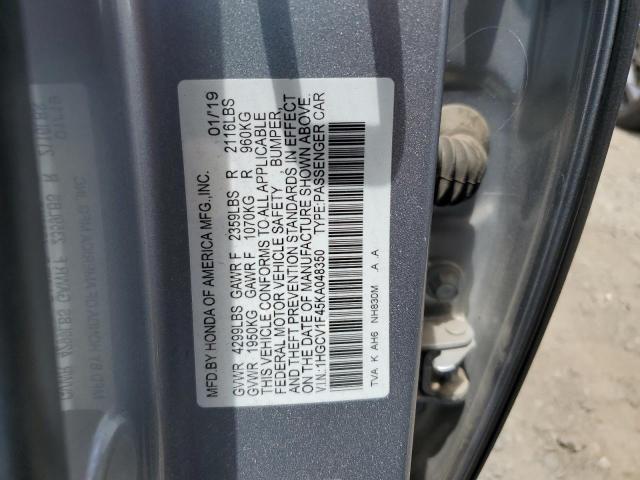 MFD.BY HONDA OF AMERICA MFG.,INC. 01/19
GVWR 4299LBS GAWR F 2359LBS R 2116LBS
GVWR 1950KG GAWR F 1070KG R 960KG
THIS VEHICLE CONFORMS TO ALL APPLICABLE
FEDERAL MOTOR VEHICLE SAFETY , BUMPER,
AND THEFT PREVENTION STANDARDS IN EFFECT
ON THE DATE OF MANUFACTURE SHOWN ABOVE.
V.I.N.:1HGCV1F45KA048360 TYPE:PASSENGER CAR
TVA K AH6 NH830M A A